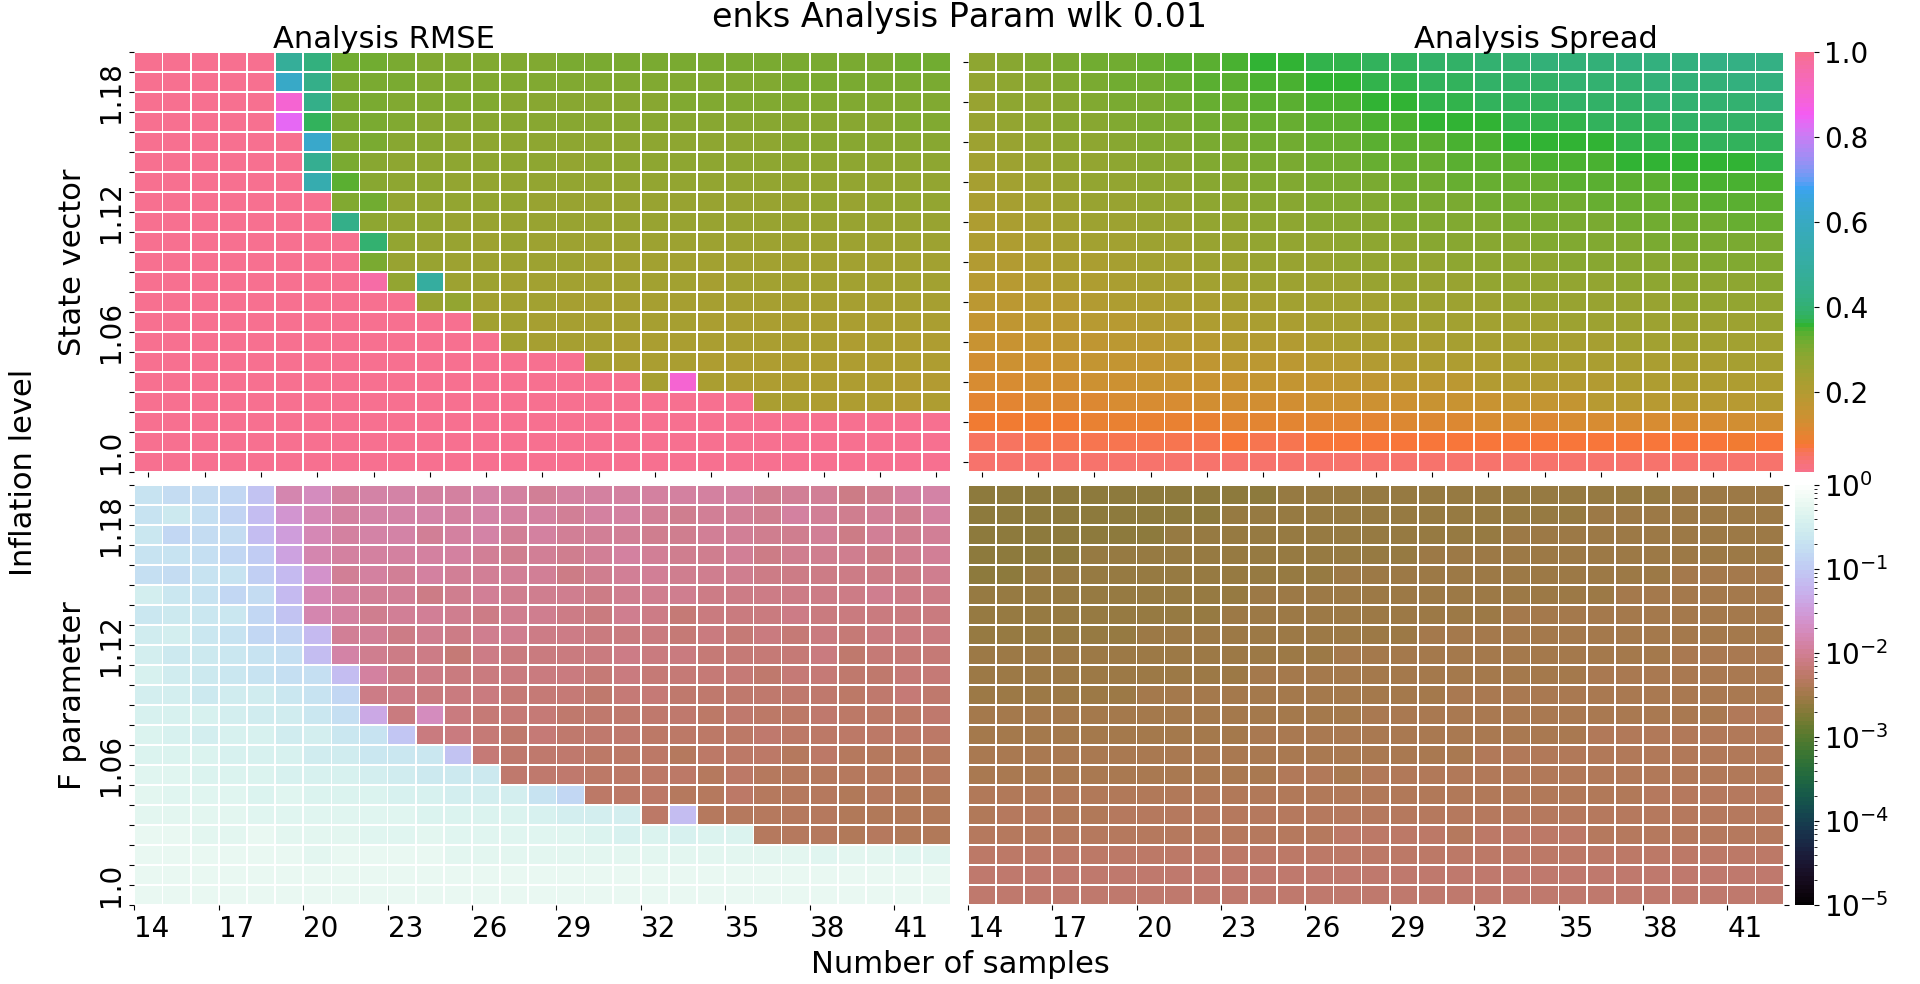 enks Analysis Param wlk 0.01
Analysis RMSE
Analysis Spread
Inflation level
State vector
1.18
1.12
1.06
1.0
1.0
0.8
0.6
0.4
0.2
F parameter
1.18
1.12
1.06
1.0
10⁰
10⁻¹
10⁻²
10⁻³
10⁻⁴
10⁻⁵
14 17 20 23 26 29 32 35 38 41
14 17 20 23 26 29 32 35 38 41
Number of samples